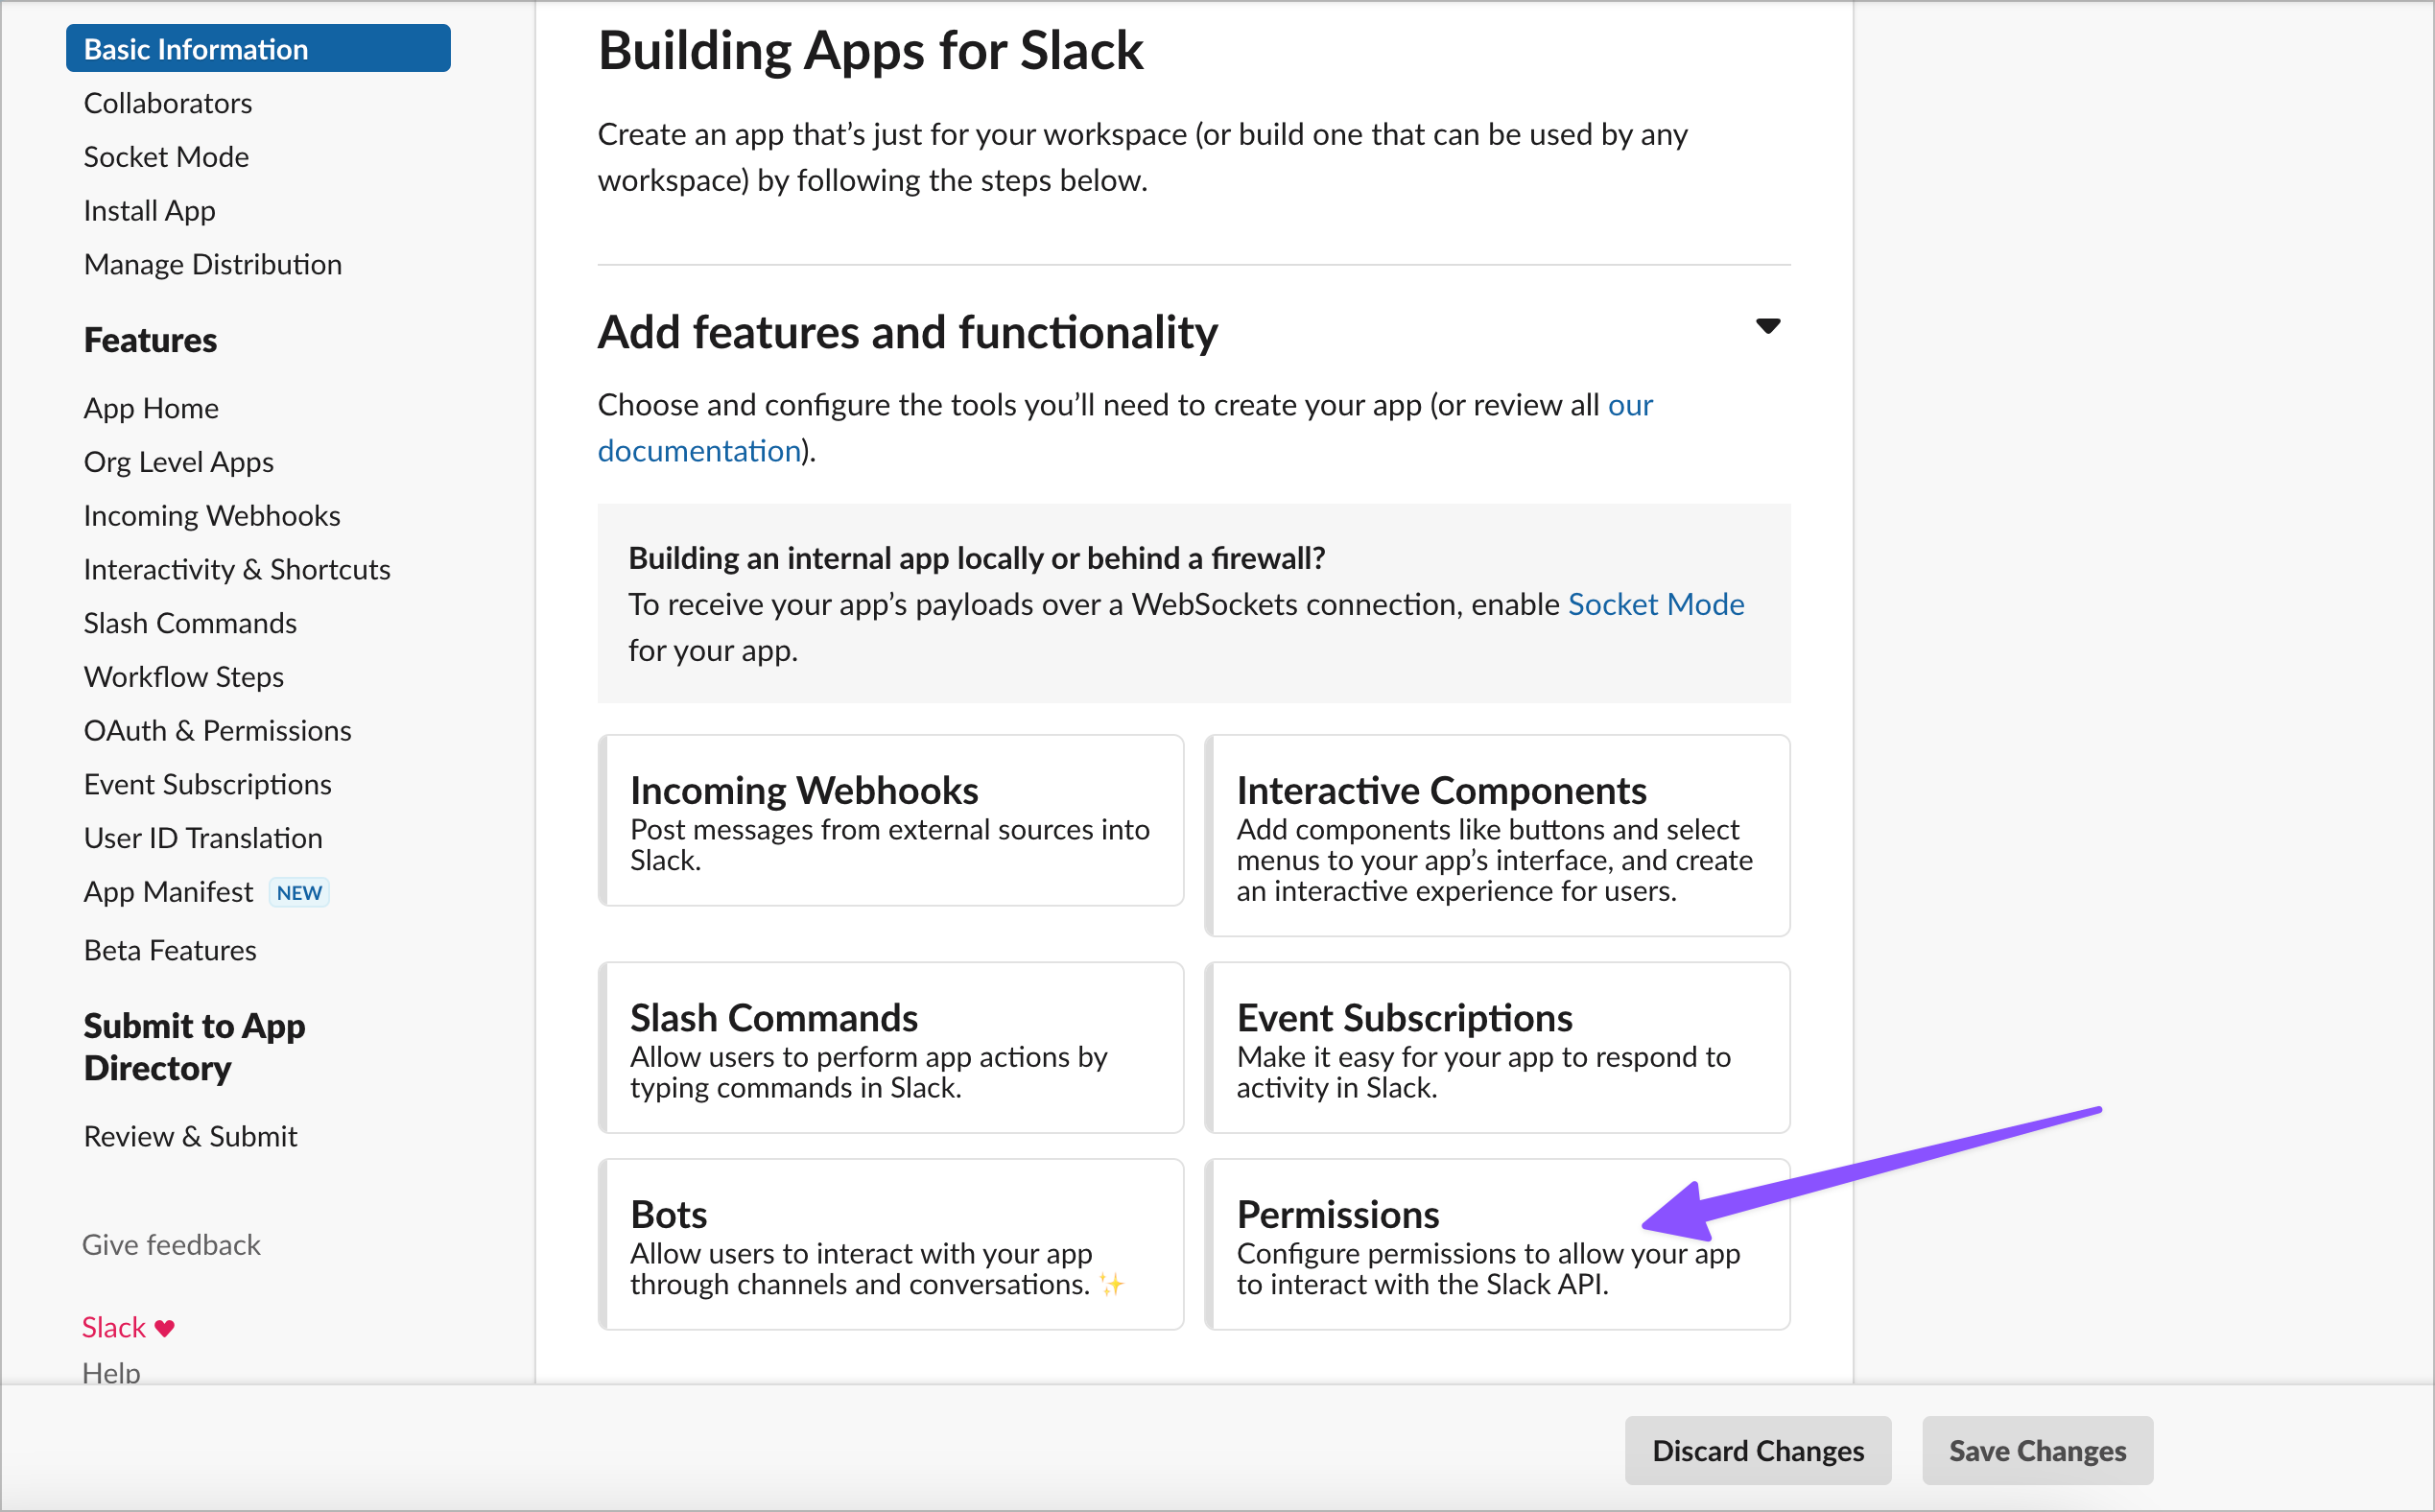 Basic Information
Collaborators
Socket Mode
Install App
Manage Distribution
Features
App Home
Org Level Apps
Incoming Webhooks
Interactivity & Shortcuts
Slash Commands
Workflow Steps
OAuth & Permissions
Event Subscriptions
User ID Translation
App Manifest NEW
Beta Features
Submit to App
Directory
Review & Submit
Give feedback
Slack
Help
Building Apps for Slack
Create an app that’s just for your workspace (or build one that can be used by any
workspace) by following the steps below.
Add features and functionality
Choose and configure the tools you’ll need to create your app (or review all our
documentation).
Building an internal app locally or behind a firewall?
To receive your app’s payloads over a WebSockets connection, enable Socket Mode
for your app.
Incoming Webhooks
Post messages from external sources into
Slack.
Interactive Components
Add components like buttons and select
menus to your app’s interface, and create
an interactive experience for users.
Slash Commands
Allow users to perform app actions by
typing commands in Slack.
Event Subscriptions
Make it easy for your app to respond to
activity in Slack.
Bots
Allow users to interact with your app
through channels and conversations. ✨
Permissions
Configure permissions to allow your app
to interact with the Slack API.
Discard Changes
Save Changes